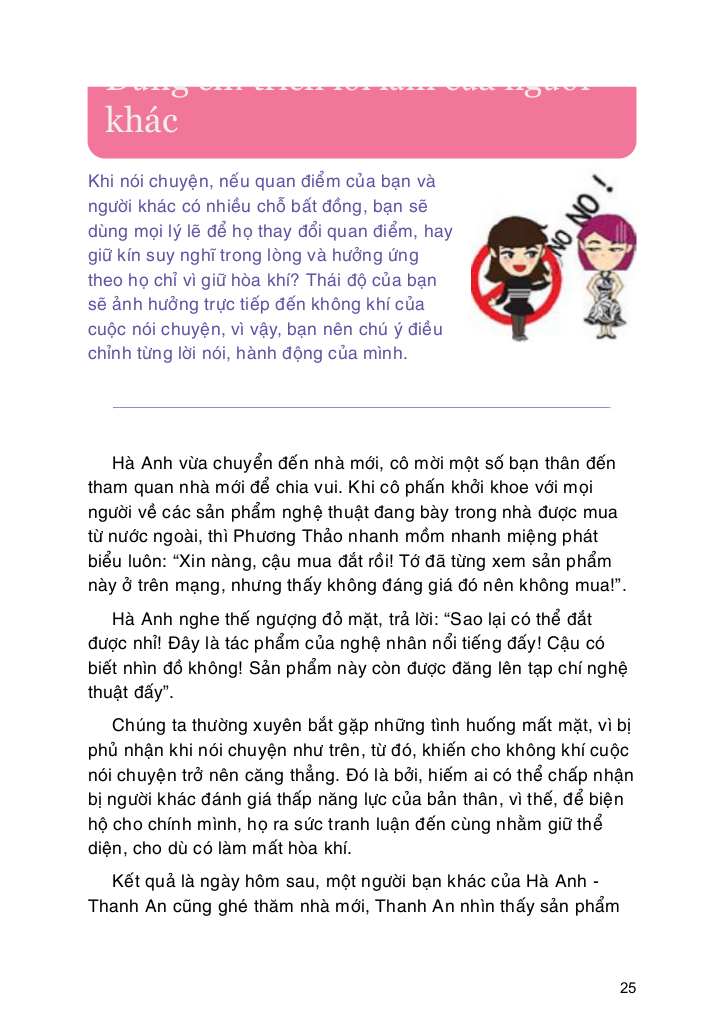 Đừng chỉ trích lỗi lầm của người
khác
Khi nói chuyện, nếu quan điểm của bạn và
người khác có nhiều chỗ bất đồng, bạn sẽ
dùng mọi lý lẽ để họ thay đổi quan điểm, hay
giữ kín suy nghĩ trong lòng và hưởng ứng
theo họ chỉ vì giữ hòa khí? Thái độ của bạn
sẽ ảnh hưởng trực tiếp đến không khí của
cuộc nói chuyện, vì vậy, bạn nên chú ý điều
chỉnh từng lời nói, hành động của mình.
NO NO!
Hà Anh vừa chuyển đến nhà mới, cô mời một số bạn thân đến
tham quan nhà mới để chia vui. Khi cô phấn khởi khoe với mọi
người về các sản phẩm nghệ thuật đang bày trong nhà được mua
từ nước ngoài, thì Phương Thảo nhanh mồm nhanh miệng phát
biểu luôn: “Xin nàng, cậu mua đắt rồi! Tớ đã từng xem sản phẩm
này ở trên mạng, nhưng thấy không đáng giá đó nên không mua!”.
Hà Anh nghe thế ngượng đỏ mặt, trả lời: “Sao lại có thể đắt
được nhỉ! Đây là tác phẩm của nghệ nhân nổi tiếng đấy! Cậu có
biết nhìn đồ không! Sản phẩm này còn được đăng lên tạp chí nghệ
thuật đấy”.
Chúng ta thường xuyên bắt gặp những tình huống mất mặt, vì bị
phủ nhận khi nói chuyện như trên, từ đó, khiến cho không khí cuộc
nói chuyện trở nên căng thẳng. Đó là bởi, hiếm ai có thể chấp nhận
bị người khác đánh giá thấp năng lực của bản thân, vì thế, để biện
hộ cho chính mình, họ ra sức tranh luận đến cùng nhằm giữ thể
diện, cho dù có làm mất hòa khí.
Kết quả là ngày hôm sau, một người bạn khác của Hà Anh -
Thanh An cũng ghé thăm nhà mới, Thanh An nhìn thấy sản phẩm
25